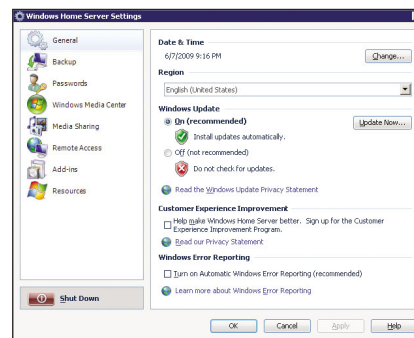 Windows Home Server Settings
General
Backup
Passwords
Windows Media Center
Media Sharing
Remote Access
Add-ins
Resources
Shut Down
Date & Time
6/7/2009 9:16 PM
Change...
Region
English (United States)
Windows Update
On (recommended)
Update Now...
Install updates automatically.
Off (not recommended)
Do not check for updates.
Read the Windows Update Privacy Statement
Customer Experience Improvement
Help make Windows Home Server better. Sign up for the Customer
Experience Improvement Program.
Read our Privacy Statement
Windows Error Reporting
Turn on Automatic Windows Error Reporting (recommended)
Learn more about Windows Error Reporting
OK
Cancel
Apply
Help